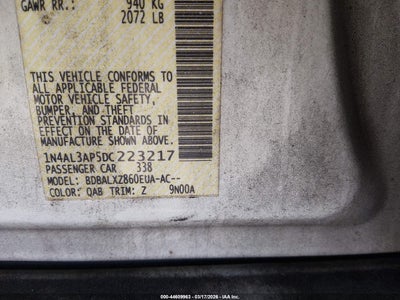 GAWR RR.: 940 KG
2072 LB
THIS VEHICLE CONFORMS TO
ALL APPLICABLE FEDERAL
MOTOR VEHICLE SAFETY,
BUMPER, AND THEFT
PREVENTION STANDARDS
IN EFFECT ON THE DATE OF
MANUFACTURE SHOWN ABOVE.
1N4AL3AP5DC223217
PASSENGER CAR 338
MODEL: BDBALXZ860EUA-AC--
COLOR: QAB TRIM: Z 9N00A
000-44609963 - 03/17/2026 - IAA Inc.